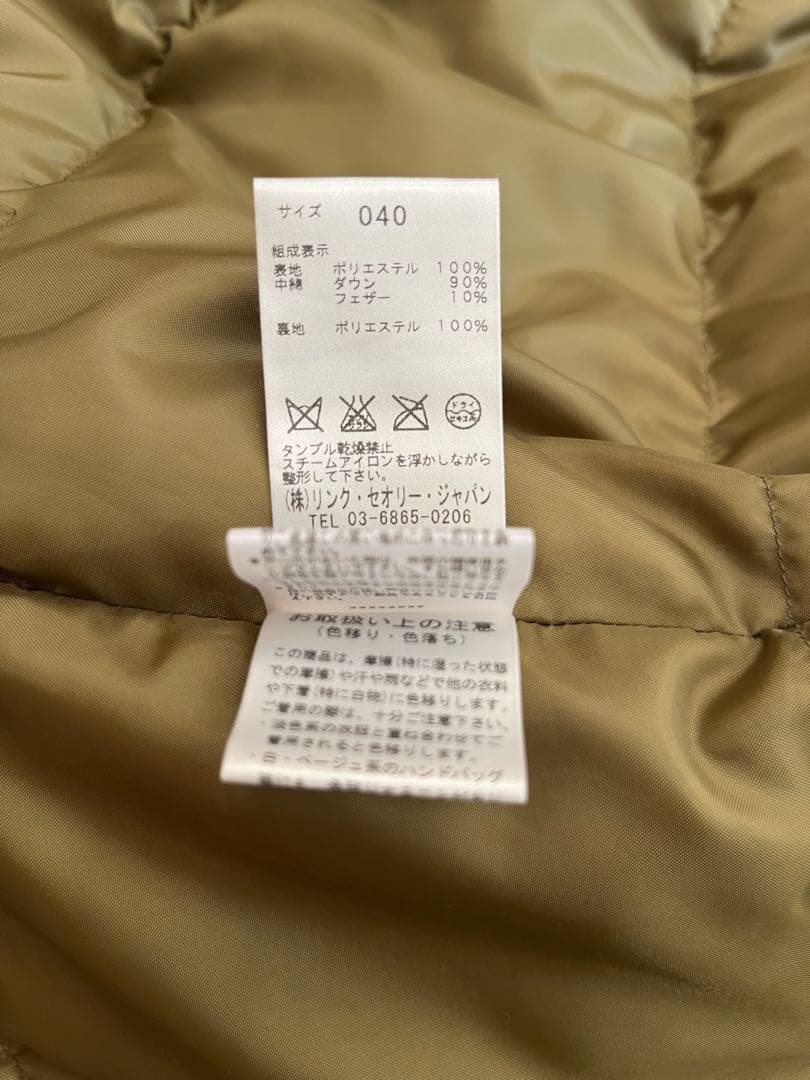 サイズ 040
組成表示
表地 ポリエステル 100%
中綿 ダウン 90%
フェザー 10%
裏地 ポリエステル 100%
ドライ
セキユ系
タンブル乾燥禁止
スチームアイロンを浮かしながら
整形して下さい。
(株)リンク・セオリー・ジャパン
TEL 03-6865-0206
お取扱い上の注意
(色移り・色落ち)
この商品は、摩擦(特に湿った状態
での摩擦)や汗や雨などで他の衣料
や下着(特に白物)に色移りします。
ご着用の際は、十分ご注意下さい。
・淡色系の衣服と重ね合わせてご
着用されると色移りします。
・白・ベージュ系のハンドバッグ